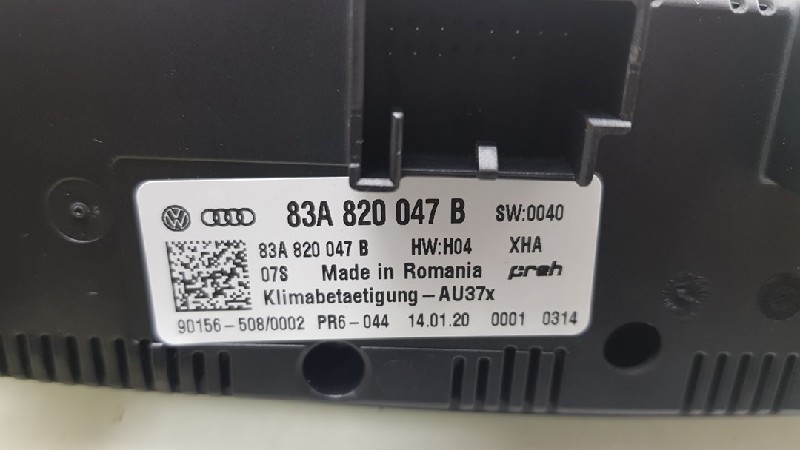 83A 820 047 B SW:0040
83A 820 047 B HW:H04 XHA
07S Made in Romania preh
Klimabetaetigung-AU37x
90156-508/0002 PR6-044 14.01.20 0001 0314